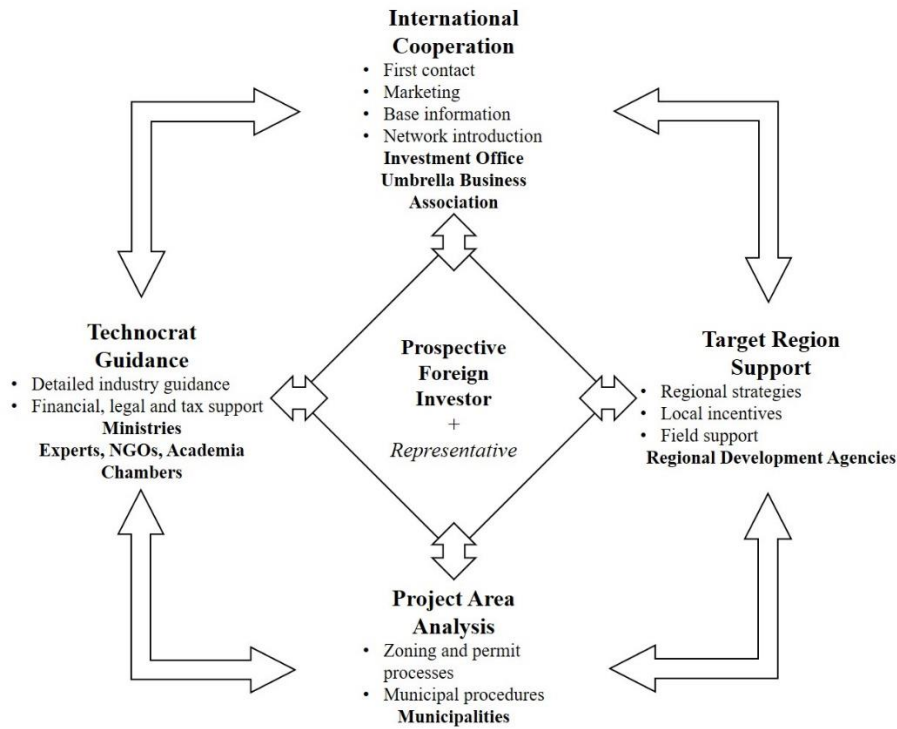 International
Cooperation
• First contact
• Marketing
• Base information
• Network introduction
Investment Office
Umbrella Business
Association
Technocrat
Guidance
• Detailed industry guidance
• Financial, legal and tax support
Ministries
Experts, NGOs, Academia
Chambers
Prospective
Foreign
Investor
+
Representative
Target Region
Support
• Regional strategies
• Local incentives
• Field support
Regional Development Agencies
Project Area
Analysis
• Zoning and permit
processes
• Municipal procedures
Municipalities